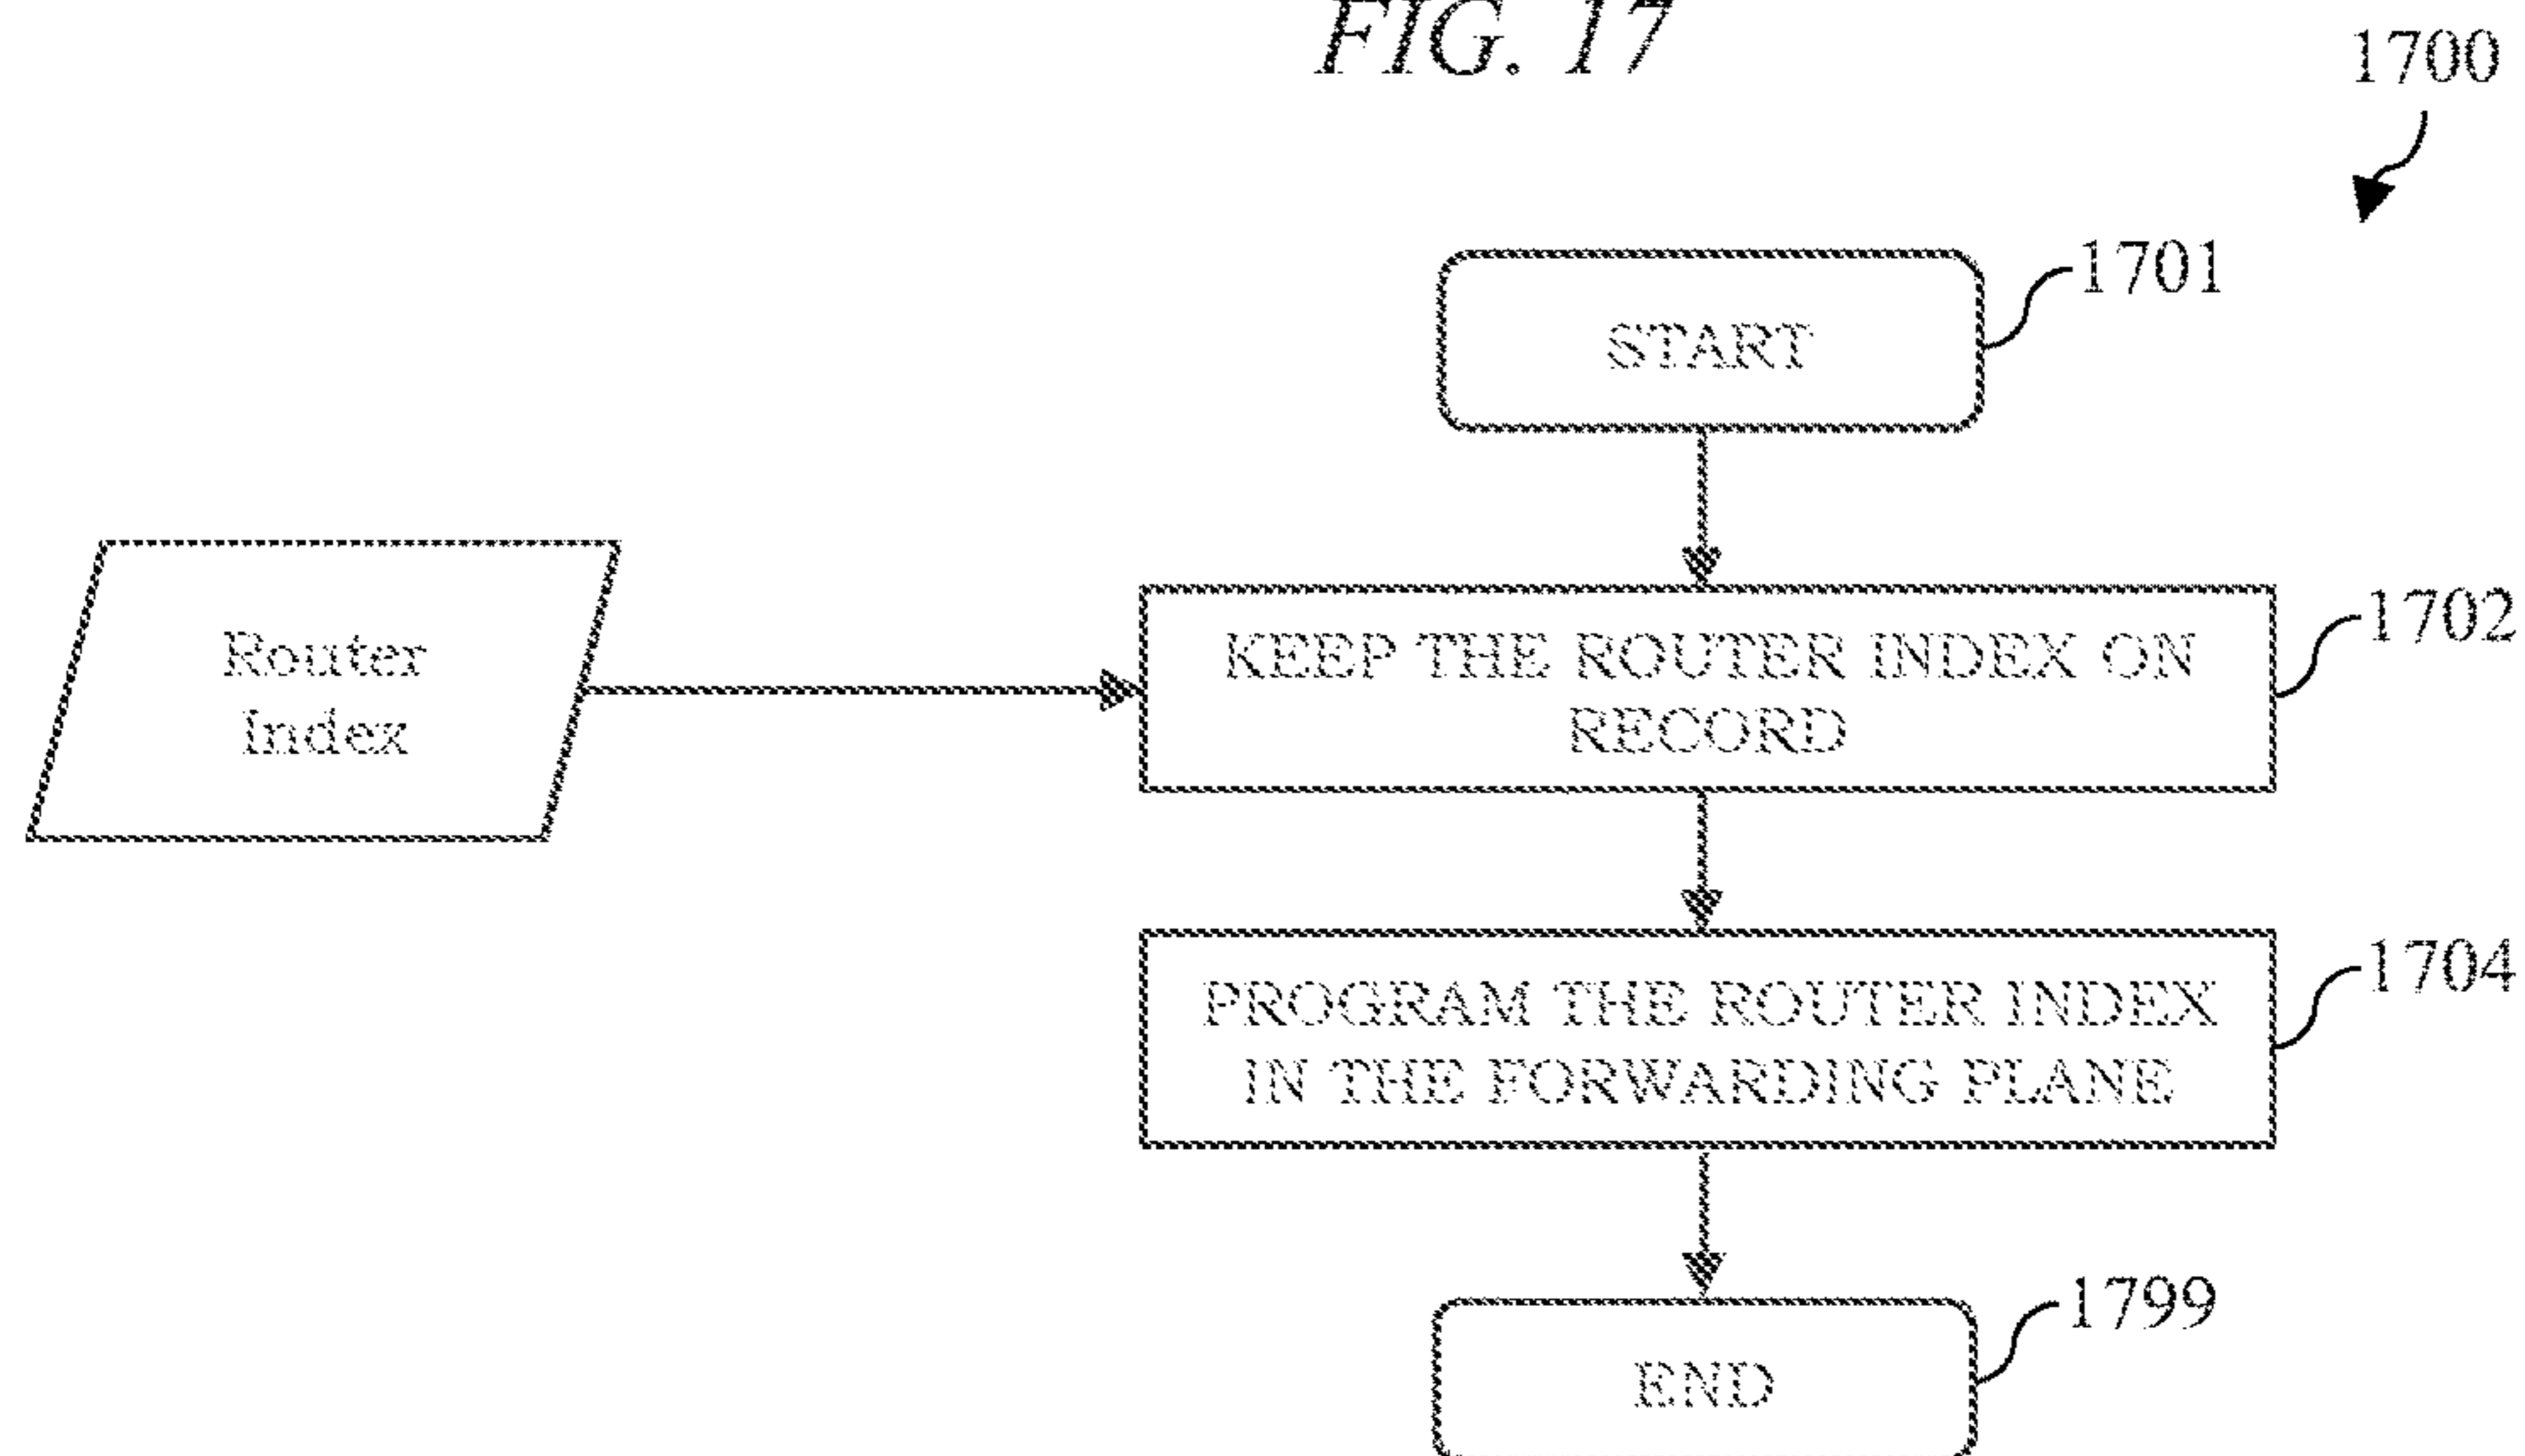 FIG. 17
1700
1701
START
Router
Index
KEEP THE ROUTER INDEX ON
RECORD
1702
PROGRAM THE ROUTER INDEX
IN THE FORWARDING PLANE
1704
1799
END